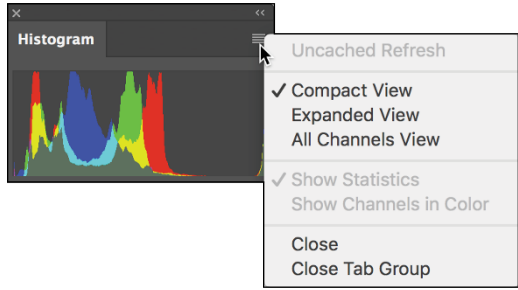 Histogram
Uncached Refresh
✓ Compact View
Expanded View
All Channels View
✓ Show Statistics
Show Channels in Color
Close
Close Tab Group